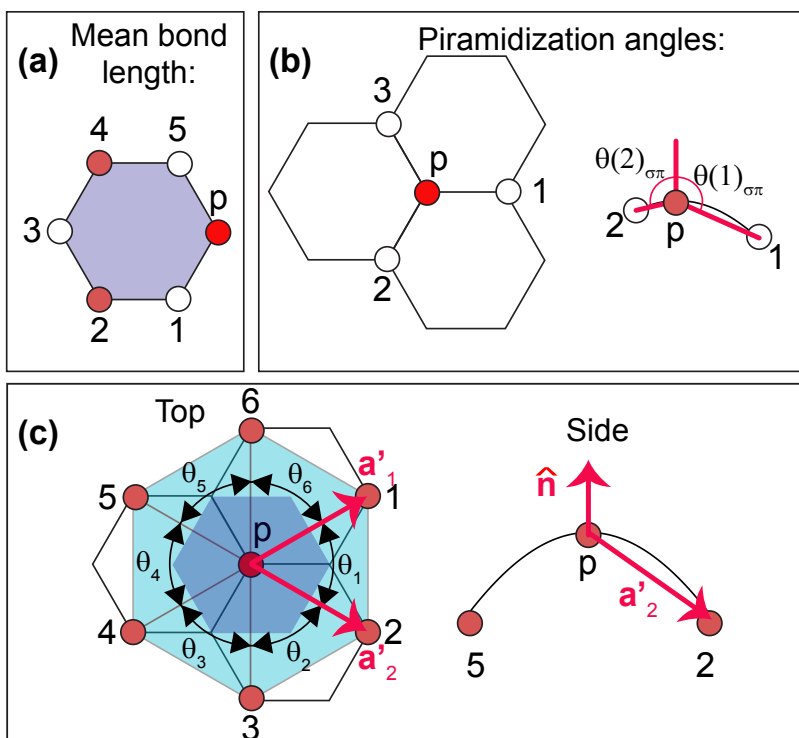 (a)
Mean bond
length:
4 5
3 p
2 1
(b)
Piramidization angles:
3
p
1
2
θ(2)σπ θ(1)σπ
2 p 1
(c)
Top
6
a'1
θ5 θ6
5 p 1
θ4 θ1
4 2
a'2
θ3 θ2
3
Side
n̂
p
a'2
5 2